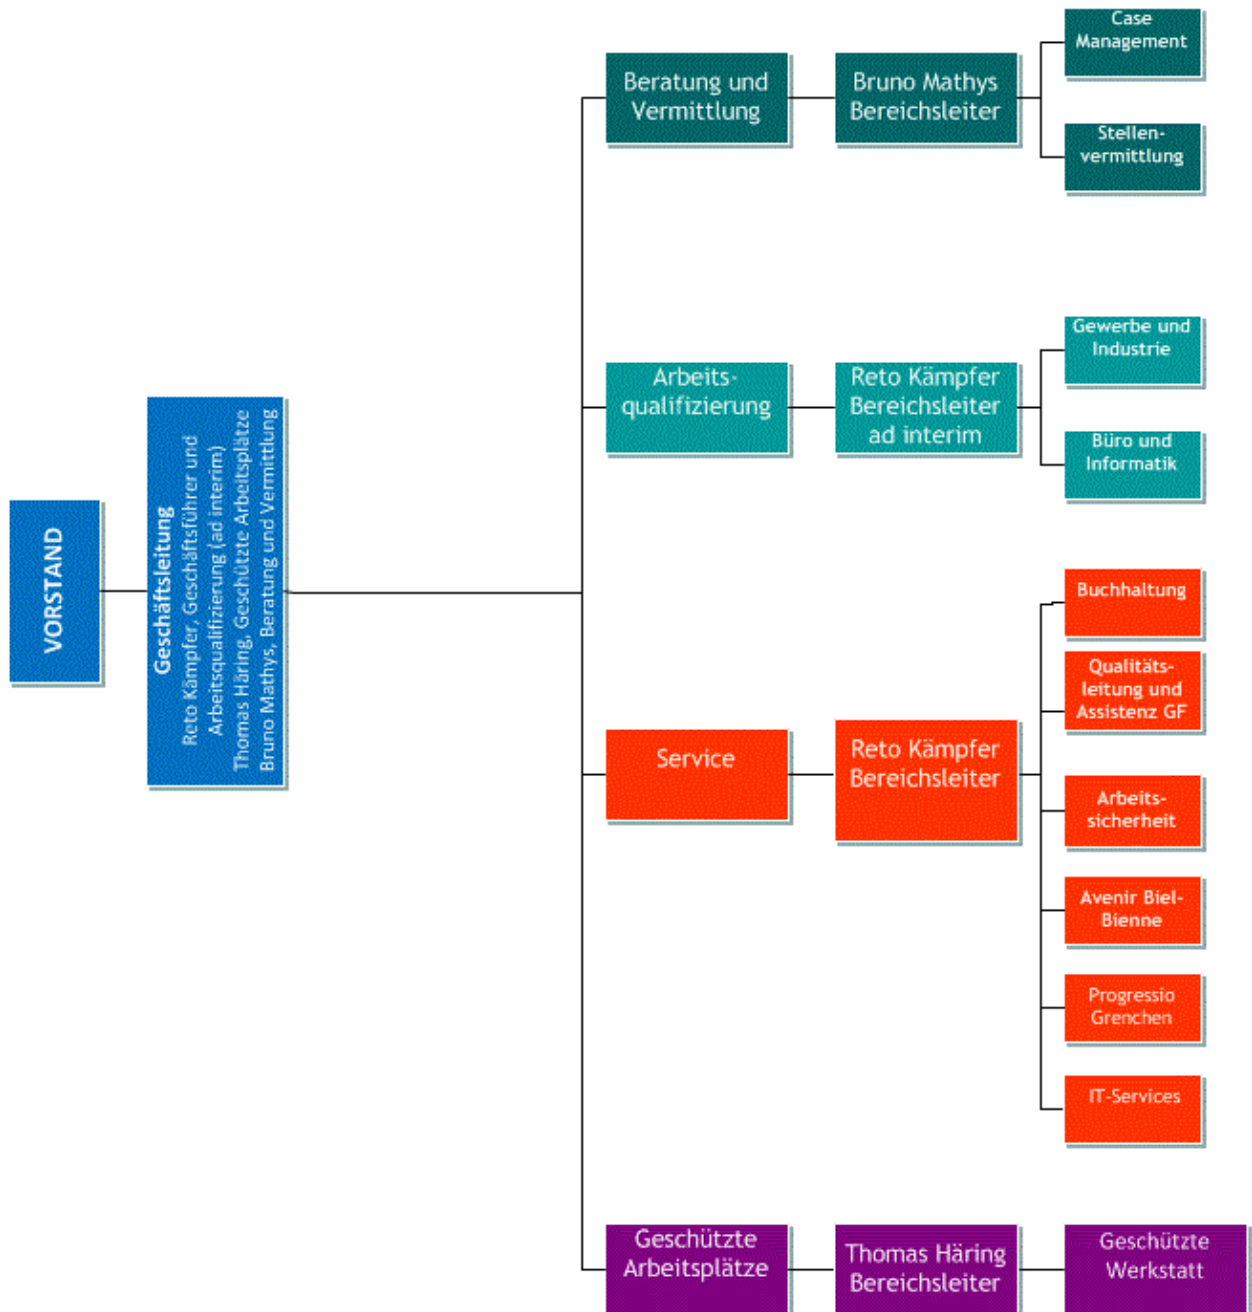 VORSTAND
Geschäftsleitung
Reto Kämpfer, Geschäftsführer und
Arbeitsqualifizierung (ad interim)
Thomas Häring, Geschützte Arbeitsplätze
Bruno Mathys, Beratung und Vermittlung
Beratung und
Vermittlung
Bruno Mathys
Bereichsleiter
Case
Management
Stellen-
vermittlung
Arbeits-
qualifizierung
Reto Kämpfer
Bereichsleiter
ad interim
Gewerbe und
Industrie
Büro und
Informatik
Service
Reto Kämpfer
Bereichsleiter
Buchhaltung
Qualitäts-
leitung und
Assistenz GF
Arbeits-
sicherheit
Avenir Biel-
Bienne
Progressio
Grenchen
IT-Services
Geschützte
Arbeitsplätze
Thomas Häring
Bereichsleiter
Geschützte
Werkstatt